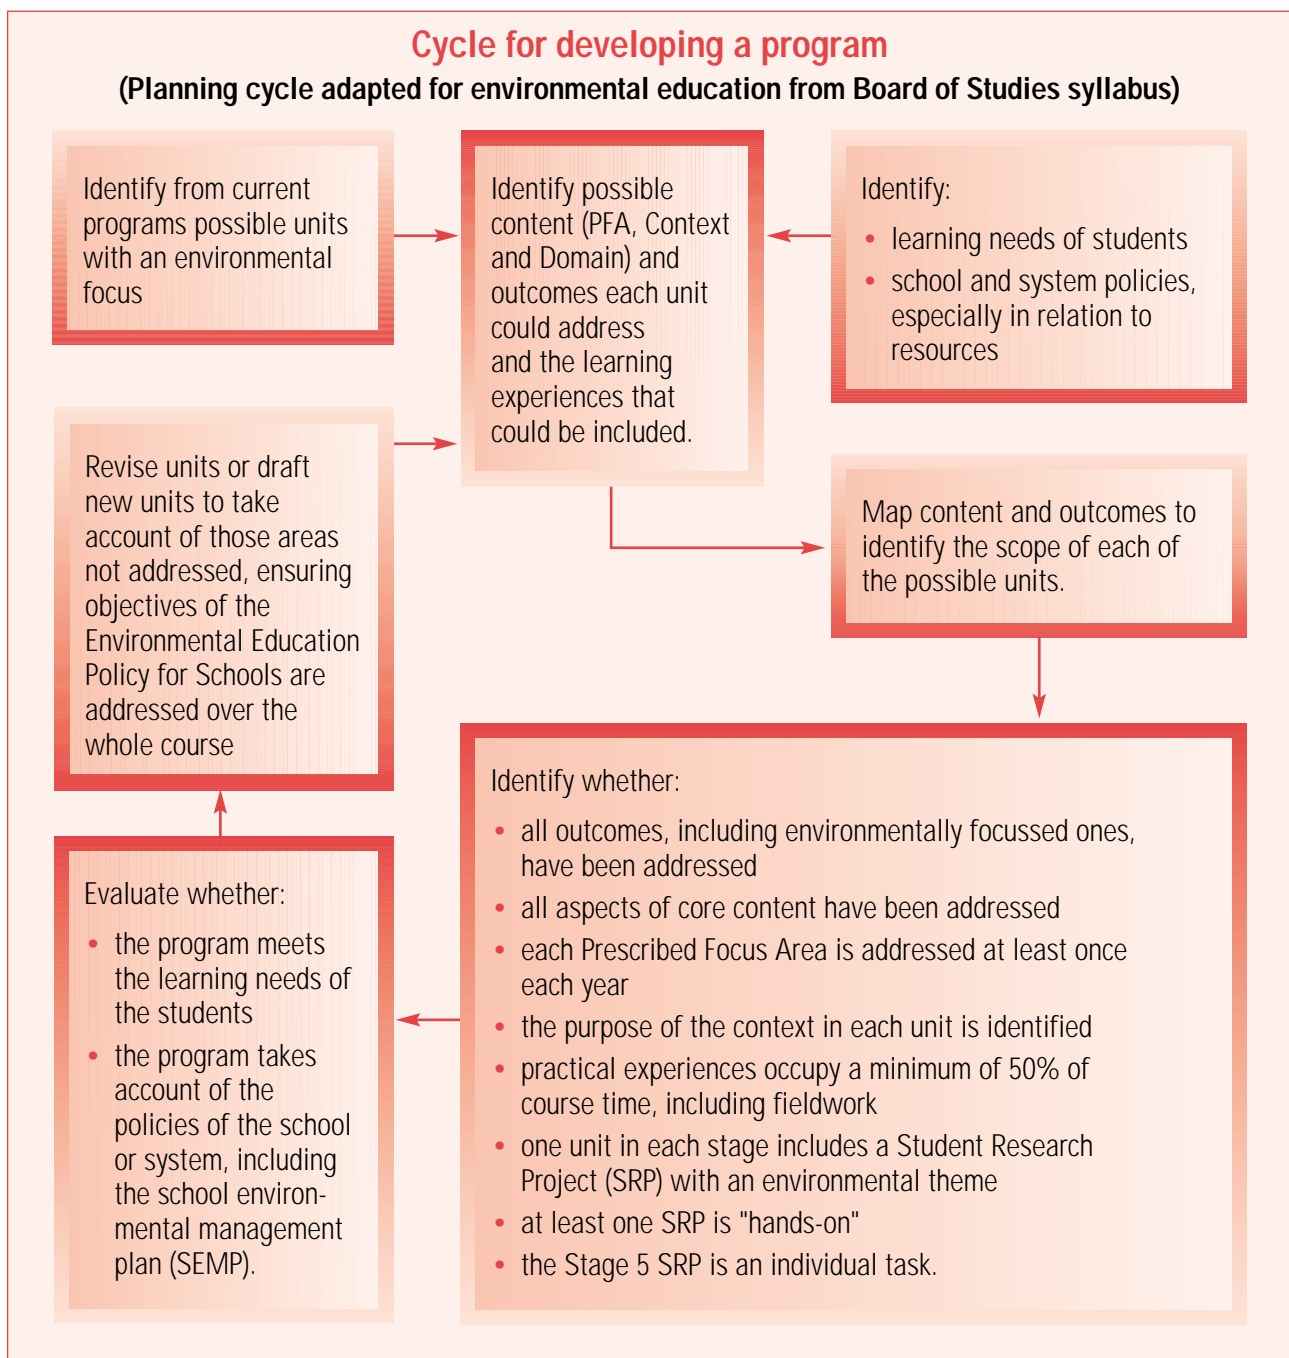 Cycle for developing a program
(Planning cycle adapted for environmental education from Board of Studies syllabus)
Identify from current
programs possible units
with an environmental
focus
Identify possible
content (PFA, Context
and Domain) and
outcomes each unit
could address
and the learning
experiences that
could be included.
Identify:
• learning needs of students
• school and system policies,
especially in relation to
resources
Revise units or draft
new units to take
account of those areas
not addressed, ensuring
objectives of the
Environmental Education
Policy for Schools are
addressed over the
whole course
Map content and outcomes to
identify the scope of each of
the possible units.
Identify whether:
• all outcomes, including environmentally focussed ones,
have been addressed
• all aspects of core content have been addressed
• each Prescribed Focus Area is addressed at least once
each year
• the purpose of the context in each unit is identified
• practical experiences occupy a minimum of 50% of
course time, including fieldwork
• one unit in each stage includes a Student Research
Project (SRP) with an environmental theme
• at least one SRP is "hands-on"
• the Stage 5 SRP is an individual task.
Evaluate whether:
• the program meets
the learning needs of
the students
• the program takes
account of the
policies of the school
or system, including
the school environ-
mental management
plan (SEMP).